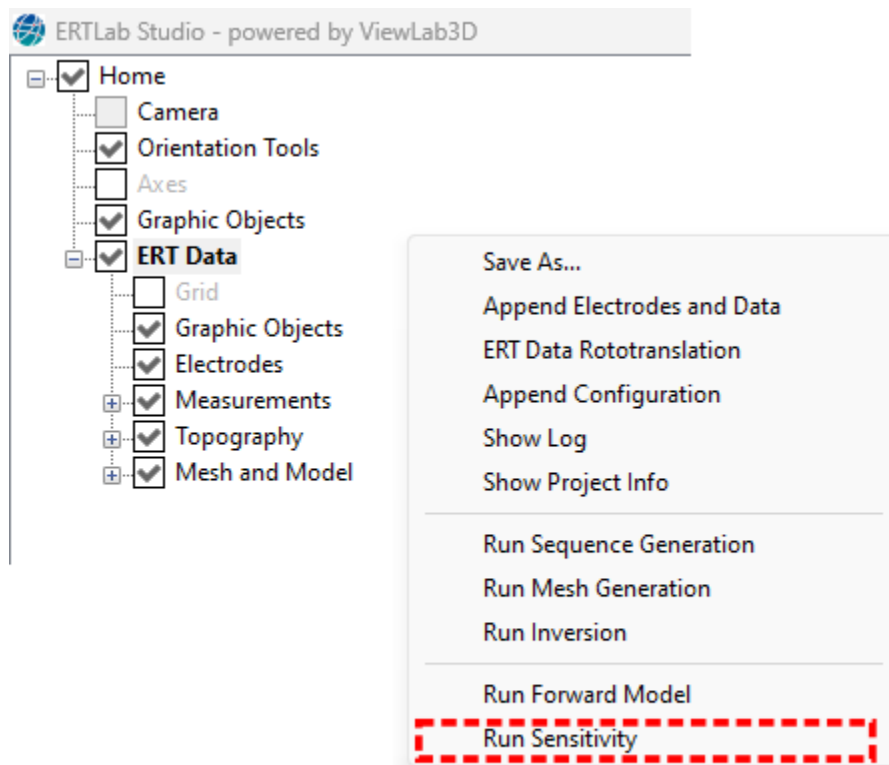 ERTLab Studio - powered by ViewLab3D
Home
Camera
Orientation Tools
Axes
Graphic Objects
ERT Data
Grid
Graphic Objects
Electrodes
Measurements
Topography
Mesh and Model
Save As...
Append Electrodes and Data
ERT Data Rototranslation
Append Configuration
Show Log
Show Project Info
Run Sequence Generation
Run Mesh Generation
Run Inversion
Run Forward Model
Run Sensitivity